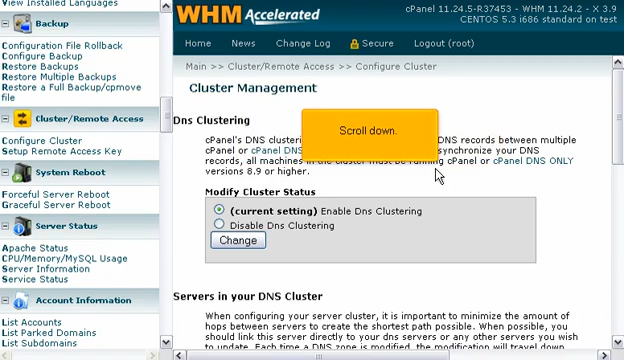 View Installed Languages
Backup
Configuration File Rollback
Configure Backup
Restore Backups
Restore Multiple Backups
Restore a Full Backup/cpmove
file
Cluster/Remote Access
Configure Cluster
Setup Remote Access Key
System Reboot
Forceful Server Reboot
Graceful Server Reboot
Server Status
Apache Status
CPU/Memory/MySQL Usage
Server Information
Service Status
Account Information
List Accounts
List Parked Domains
List Subdomains
WHM Accelerated
cPanel 11.24.5-R37453 - WHM 11.24.2 - X 3.9
CENTOS 5.3 i686 standard on test
Home News Change Log Secure Logout (root)
Main >> Cluster/Remote Access >> Configure Cluster
Cluster Management
Dns Clustering
Scroll down.
cPanel's DNS clusteri DNS records between multiple
cPanel or cPanel DNS synchronize your DNS
records, all machines in the cluster must be running cPanel or cPanel DNS ONLY
versions 8.9 or higher.
Modify Cluster Status
(current setting) Enable Dns Clustering
Disable Dns Clustering
Change
Servers in your DNS Cluster
When configuring your server cluster, it is important to minimize the amount of
hops between servers to create the shortest path possible. When possible, you
should link this server directly to your dns servers or any other servers you wish
to update. Each time a DNS zone is modified, the modification will travel down